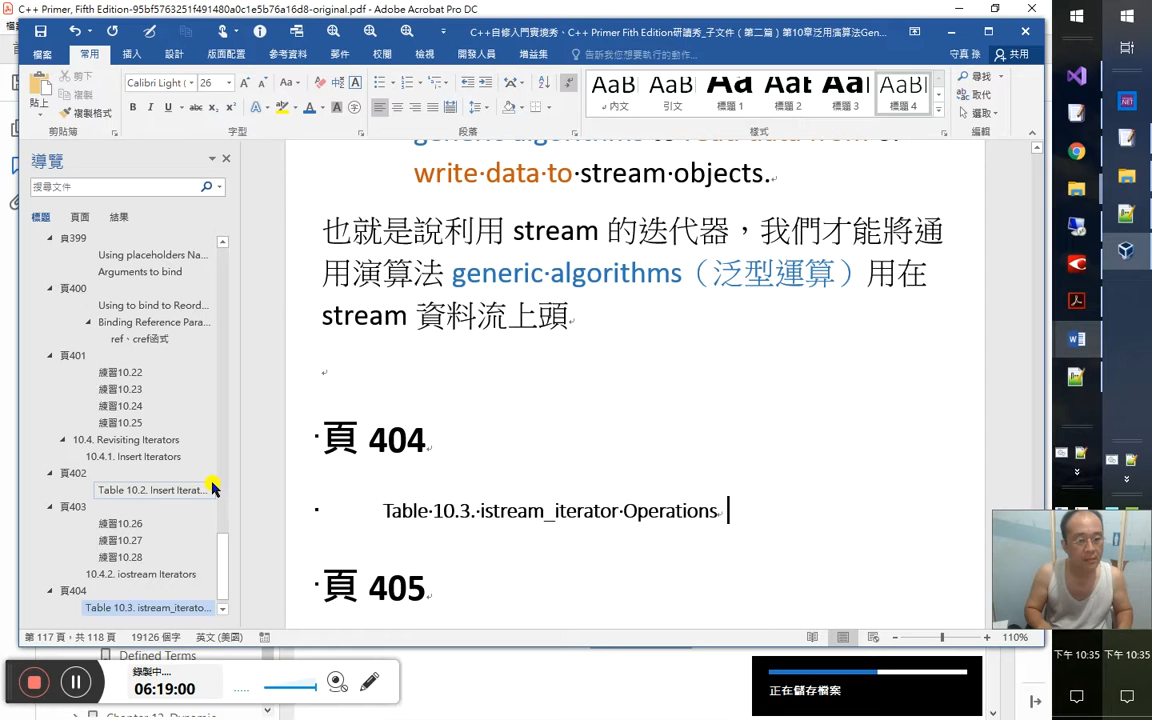 C++ Primer, Fifth Edition-95bf5763251f491480a0c1e5b76a16d8-original.pdf - Adobe Acrobat Pro DC
C++自修入門實境秀、C++ Primer Fifth Edition研讀秀_子文件（第二篇）第10章泛用演算法Gen...
檔案 常用 插入 設計 版面配置 參考資料 郵件 校閱 檢視 開發人員 增益集 告訴我您想要執行的動作... 守真 孫 共用
貼上 剪下 複製 複製格式
Calibri Light ( 26
AaB AaB AaB Aat AaB AaBl
內文 引文 標題 1 標題 2 標題 3 標題 4
尋找 取代 選取
剪貼簿 字型 段落 樣式 編輯
導覽
搜尋文件
標題 頁面 結果
頁399
Using placeholders Na...
Arguments to bind
頁400
Using to bind to Reord...
Binding Reference Para...
ref、cref函式
頁401
練習10.22
練習10.23
練習10.24
練習10.25
10.4. Revisiting Iterators
10.4.1. Insert Iterators
頁402
Table 10.2. Insert Iterat...
頁403
練習10.26
練習10.27
練習10.28
10.4.2. iostream Iterators
頁404
Table 10.3. istream_iterato...
write data to stream objects.
也就是說利用 stream 的迭代器，我們才能將通
用演算法 generic algorithms（泛型運算）用在
stream 資料流上頭
頁 404
Table 10.3. istream_iterator Operations
頁 405
第 117 頁，共 118 頁 19126 個字 英文 (美國) 110%
Defined Terms
錄製中....
06:19:00
正在儲存檔案
下午 10:35 下午 10:35